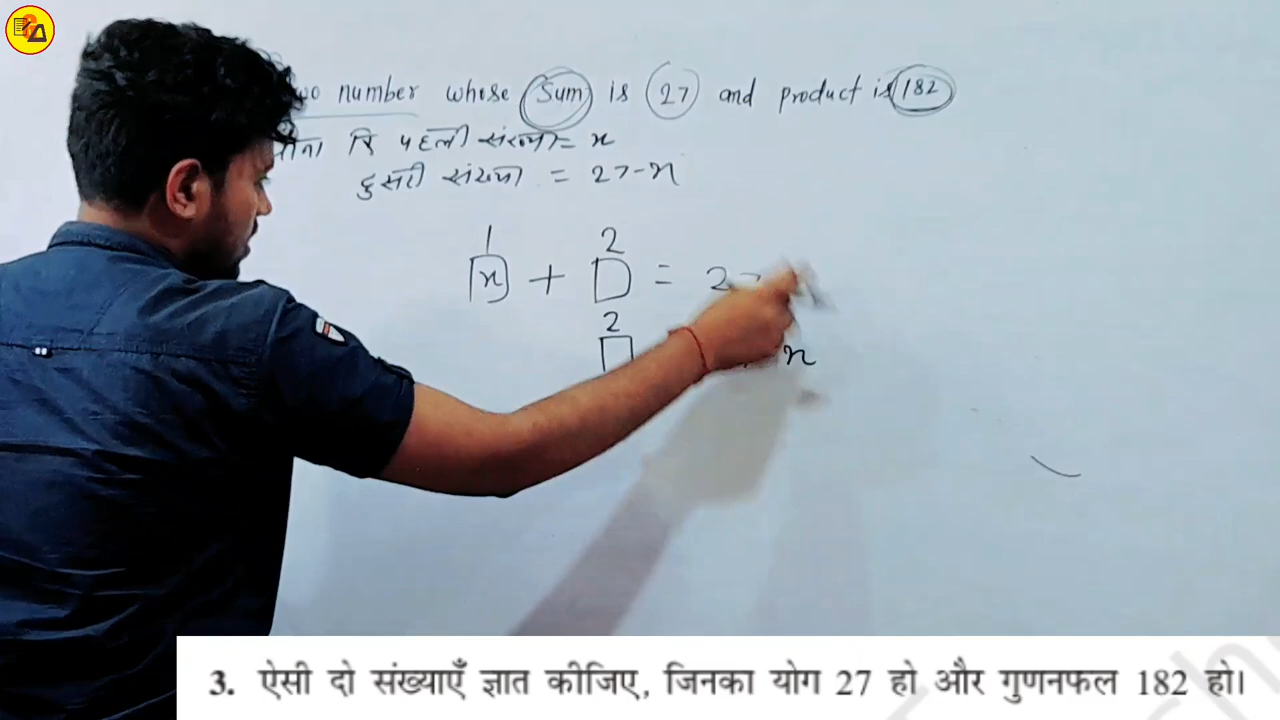 number whose Sum is 27 and product is 182
कि पहली संख्या = x
दुसरी संख्या = 27-x
1 2
x + = 27
2
x
3. ऐसी दो संख्याएँ ज्ञात कीजिए, जिनका योग 27 हो और गुणनफल 182 हो।